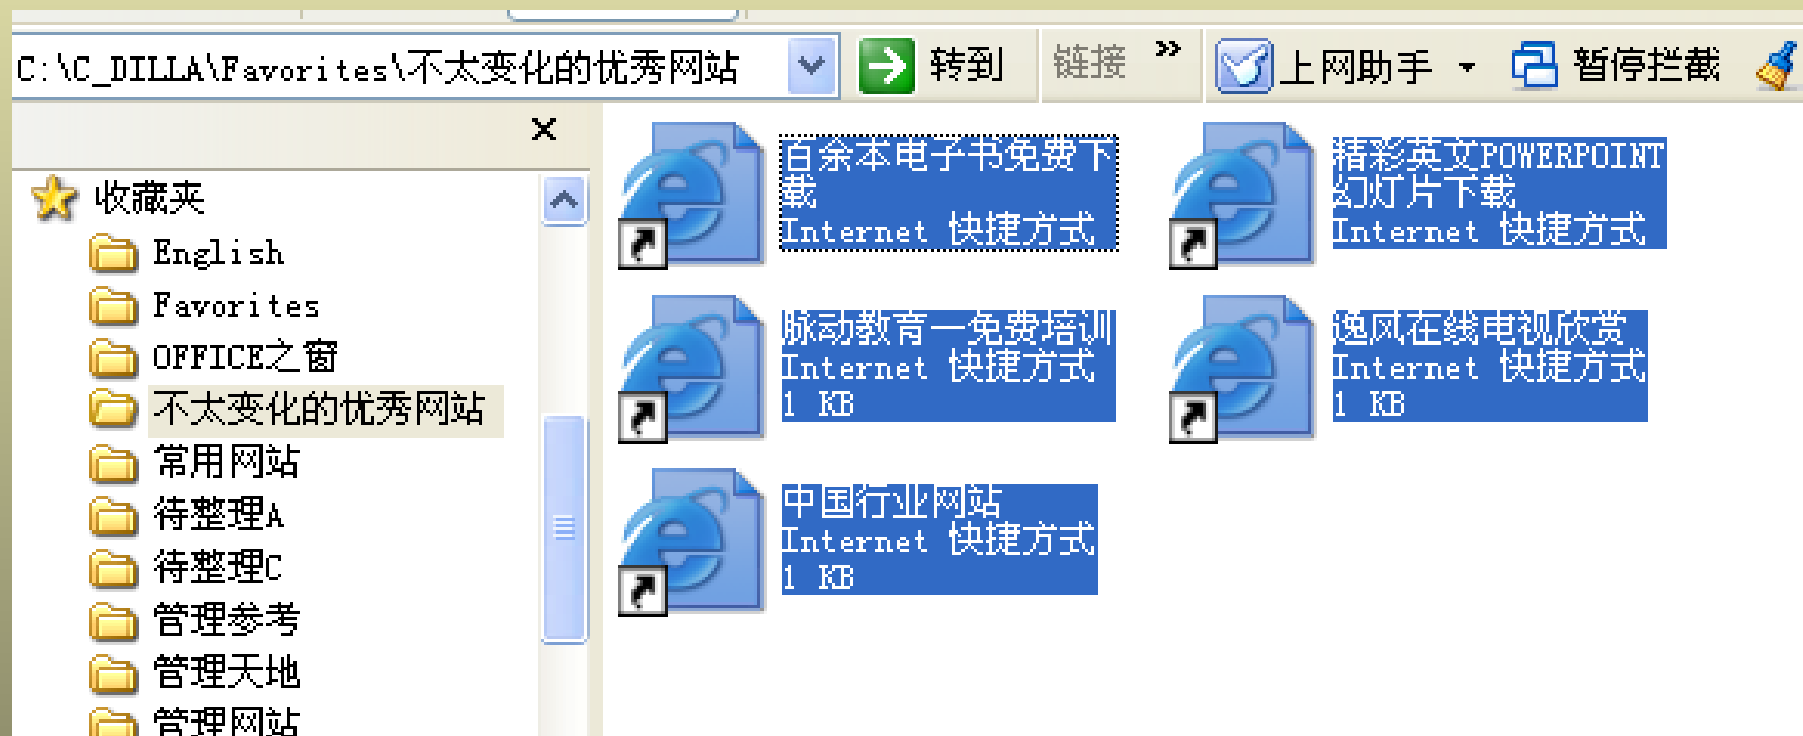 C:\C_DILLA\Favorites\不太变化的优秀网站
转到
链接
上网助手
暂停拦截
收藏夹
English
Favorites
OFFICE之窗
不太变化的优秀网站
常用网站
待整理A
待整理C
管理参考
管理天地
管理网站
百余本电子书免费下
载
Internet 快捷方式
精彩英文POWERPOINT
幻灯片下载
Internet 快捷方式
脉动教育——免费培训
Internet 快捷方式
1 KB
逸风在线电视欣赏
Internet 快捷方式
1 KB
中国行业网站
Internet 快捷方式
1 KB